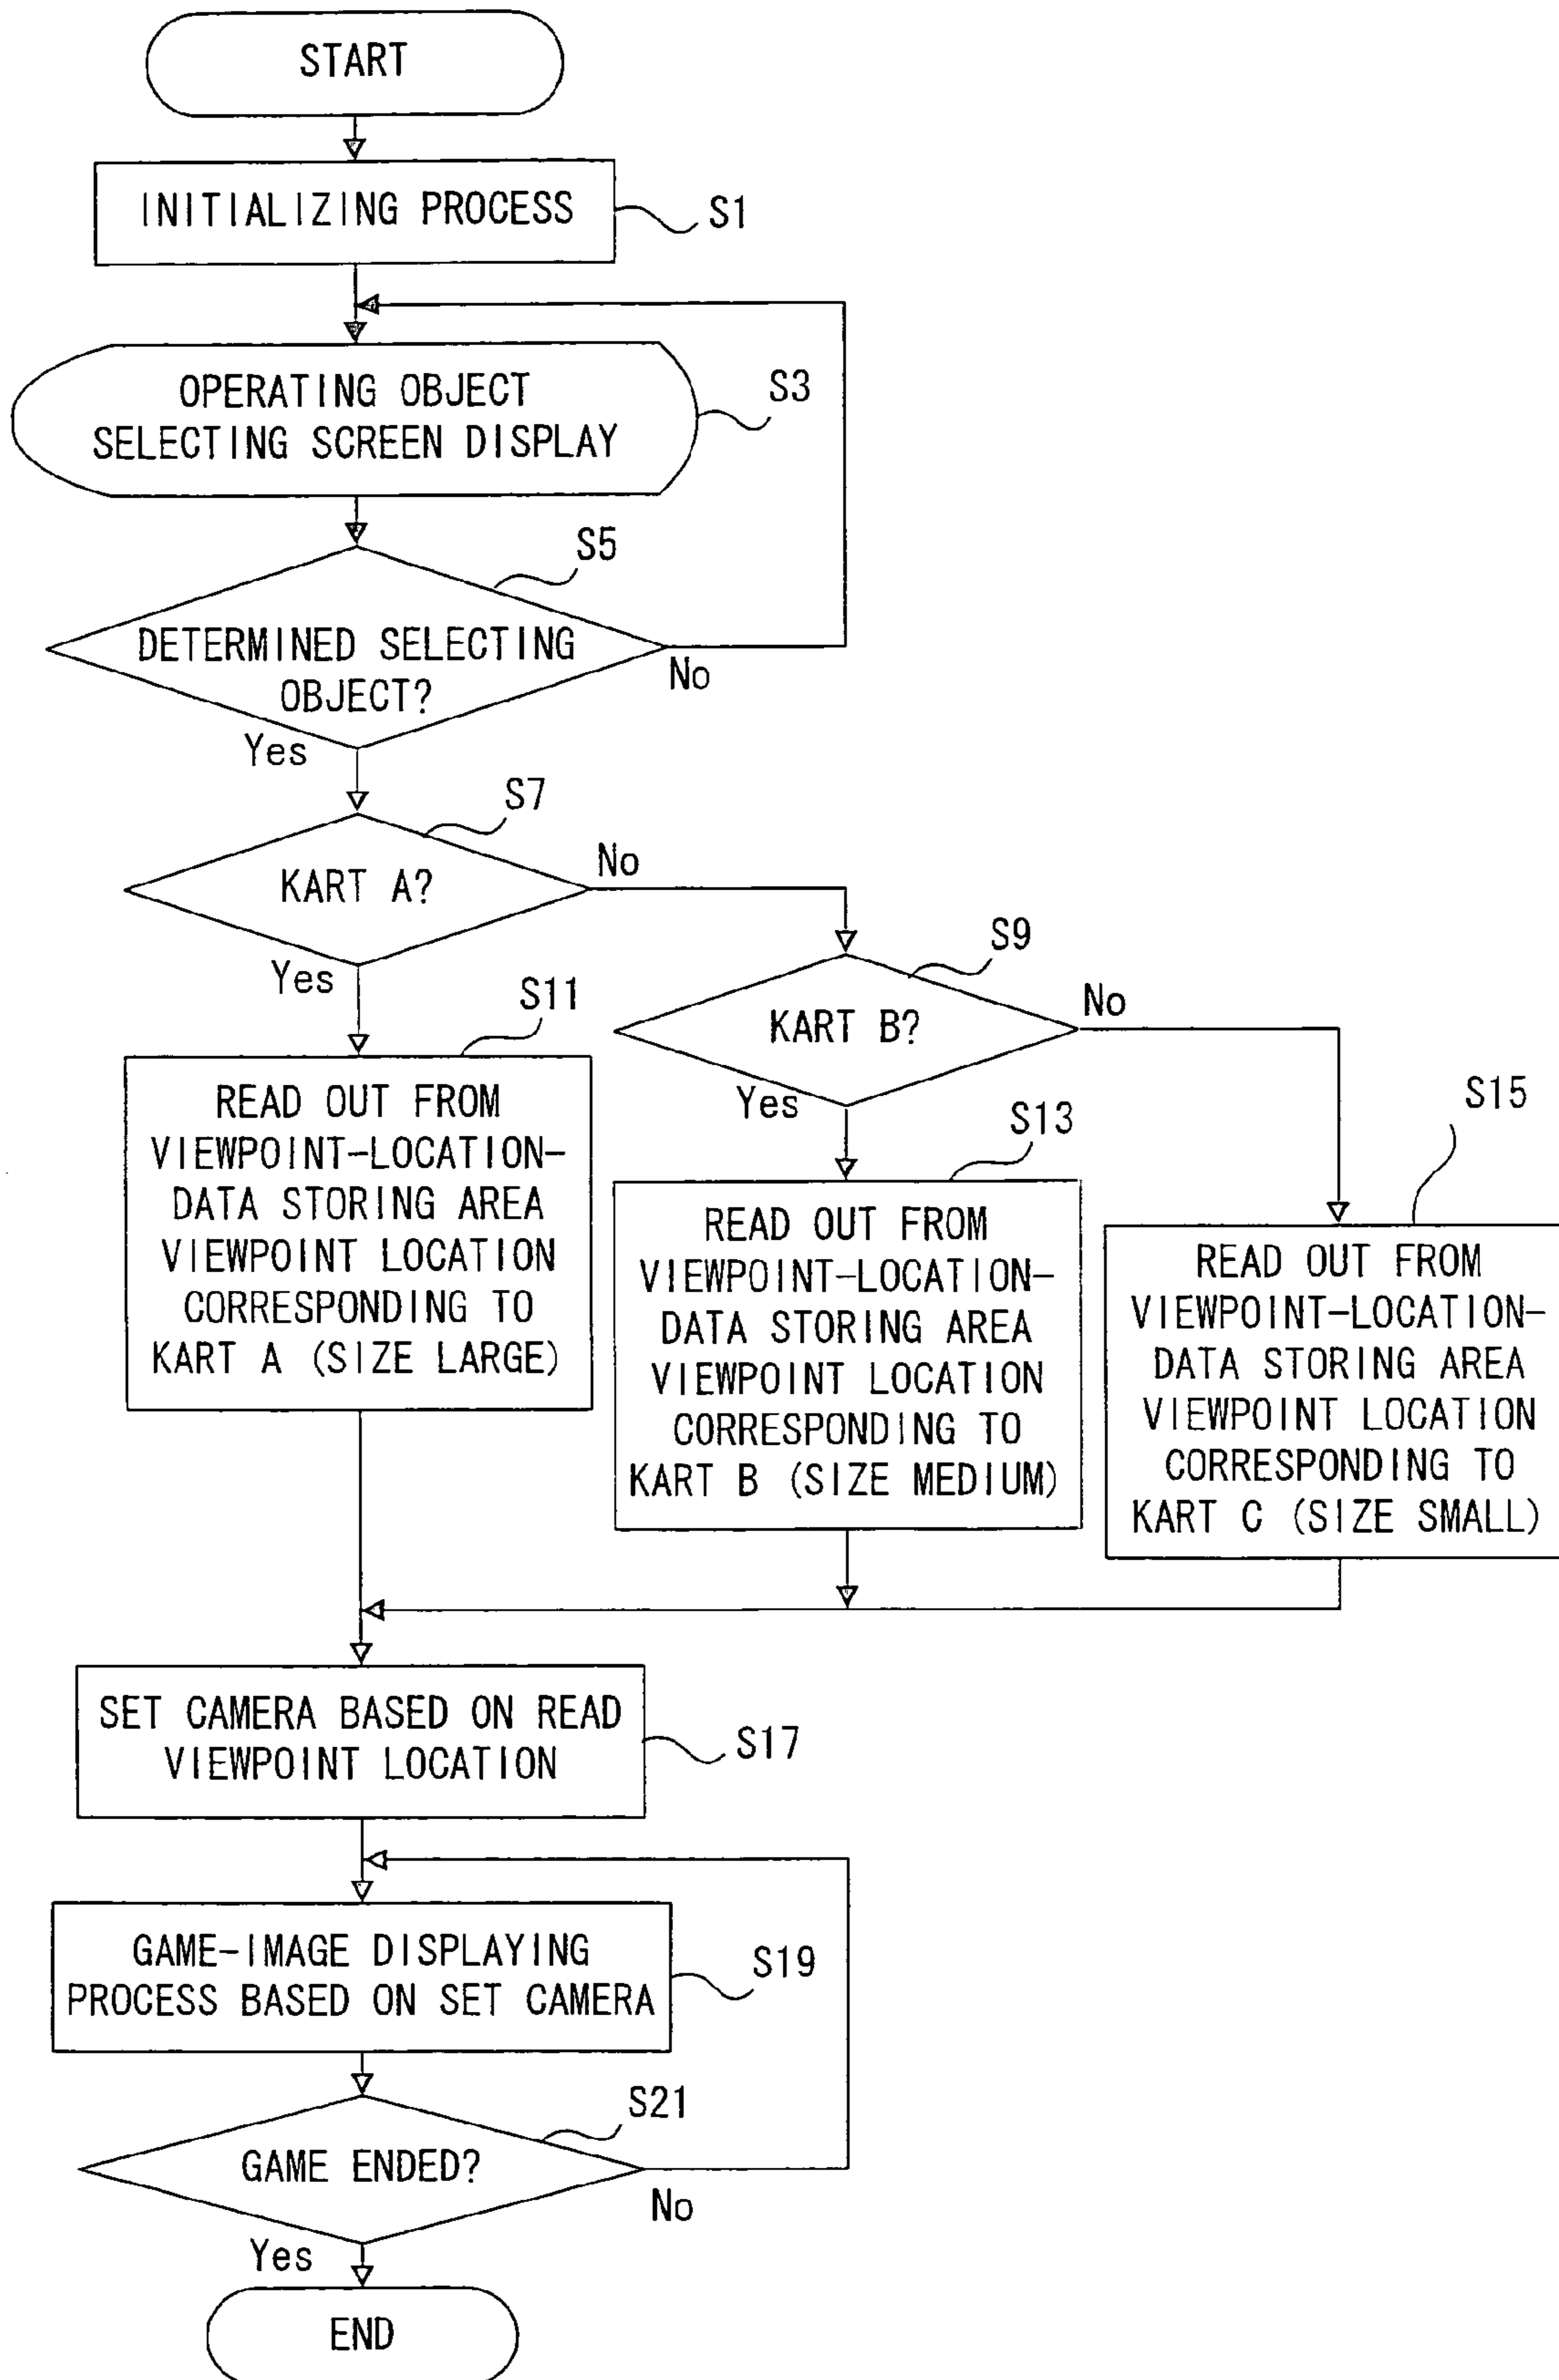 START
INITIALIZING PROCESS
S1
OPERATING OBJECT
SELECTING SCREEN DISPLAY
S3
S5
DETERMINED SELECTING
OBJECT?
No
Yes
S7
KART A?
No
Yes
S9
KART B?
No
Yes
S11
READ OUT FROM
VIEWPOINT-LOCATION-
DATA STORING AREA
VIEWPOINT LOCATION
CORRESPONDING TO
KART A (SIZE LARGE)
S13
READ OUT FROM
VIEWPOINT-LOCATION-
DATA STORING AREA
VIEWPOINT LOCATION
CORRESPONDING TO
KART B (SIZE MEDIUM)
S15
READ OUT FROM
VIEWPOINT-LOCATION-
DATA STORING AREA
VIEWPOINT LOCATION
CORRESPONDING TO
KART C (SIZE SMALL)
SET CAMERA BASED ON READ
VIEWPOINT LOCATION
S17
GAME-IMAGE DISPLAYING
PROCESS BASED ON SET CAMERA
S19
S21
GAME ENDED?
No
Yes
END